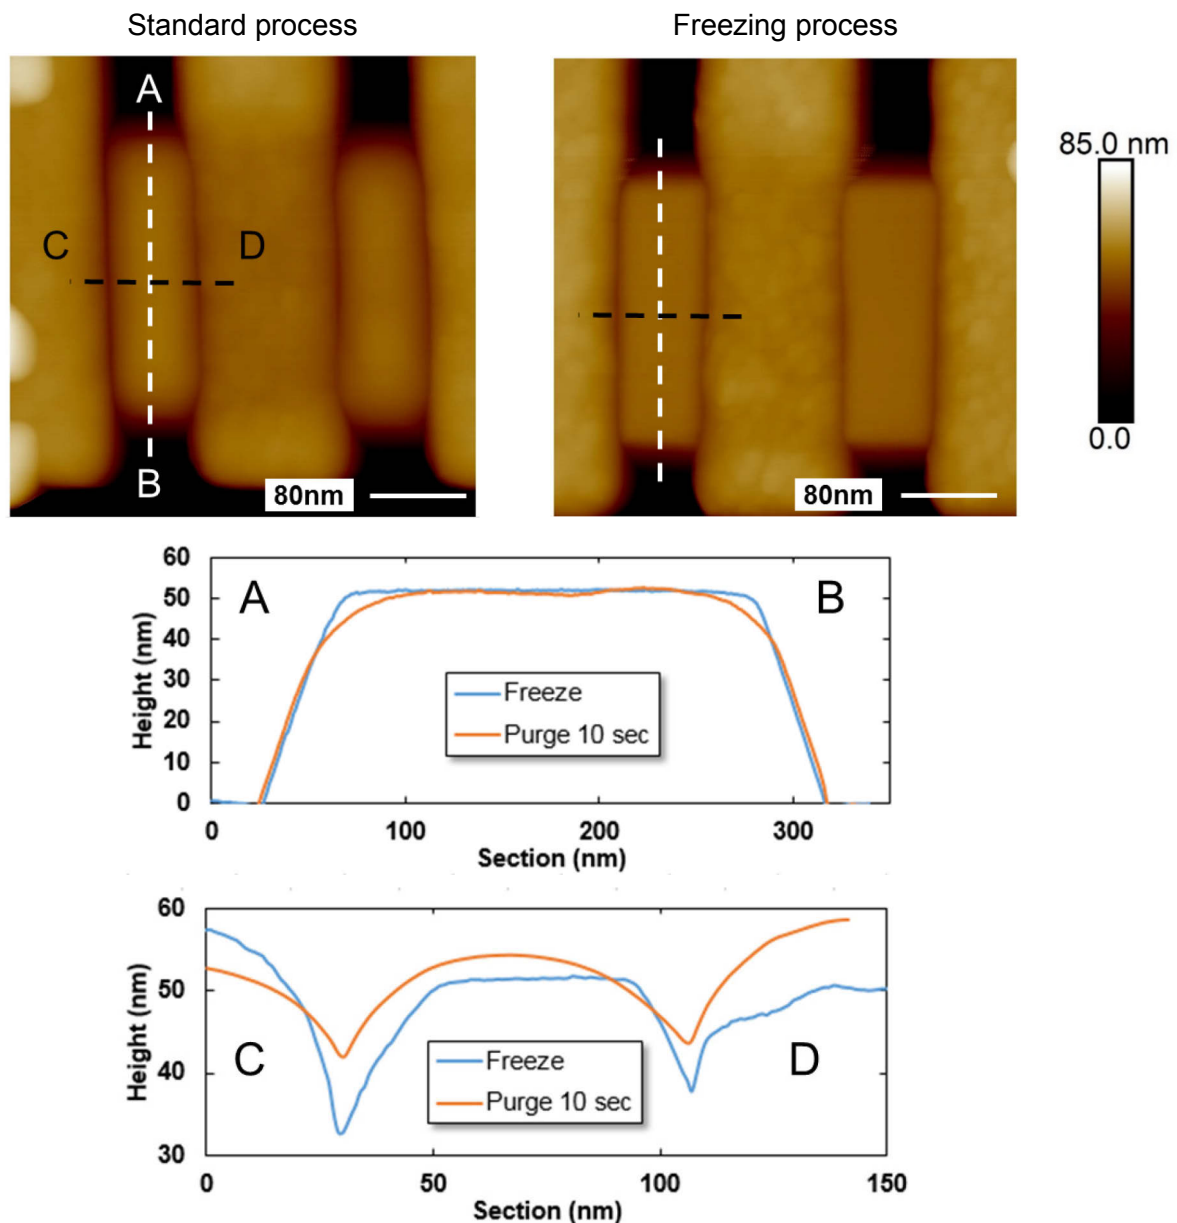 Standard process
Freezing process
A
C
D
B
80nm
80nm
85.0 nm
0.0
60
50
40
30
20
10
0
Height (nm)
A
B
Freeze
Purge 10 sec
0
100
200
300
Section (nm)
60
50
40
30
Height (nm)
C
D
Freeze
Purge 10 sec
0
50
100
150
Section (nm)